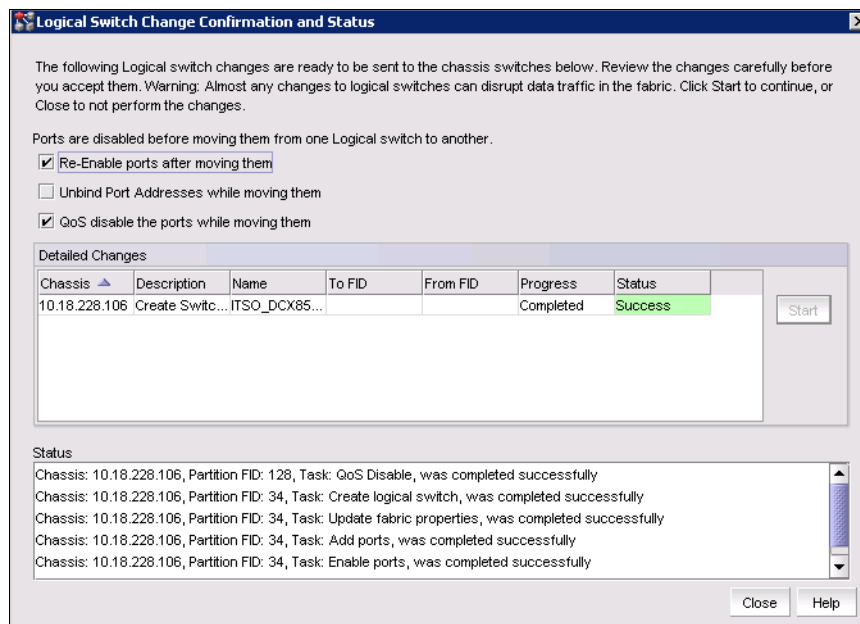 Logical Switch Change Confirmation and Status
The following Logical switch changes are ready to be sent to the chassis switches below. Review the changes carefully before
you accept them. Warning: Almost any changes to logical switches can disrupt data traffic in the fabric. Click Start to continue, or
Close to not perform the changes.
Ports are disabled before moving them from one Logical switch to another.
Re-Enable ports after moving them
Unbind Port Addresses while moving them
QoS disable the ports while moving them
Detailed Changes
Chassis Description Name To FID From FID Progress Status
10.18.228.106 Create Switc... ITSO_DCX85... Completed Success
Start
Status
Chassis: 10.18.228.106, Partition FID: 128, Task: QoS Disable, was completed successfully
Chassis: 10.18.228.106, Partition FID: 34, Task: Create logical switch, was completed successfully
Chassis: 10.18.228.106, Partition FID: 34, Task: Update fabric properties, was completed successfully
Chassis: 10.18.228.106, Partition FID: 34, Task: Add ports, was completed successfully
Chassis: 10.18.228.106, Partition FID: 34, Task: Enable ports, was completed successfully
Close Help